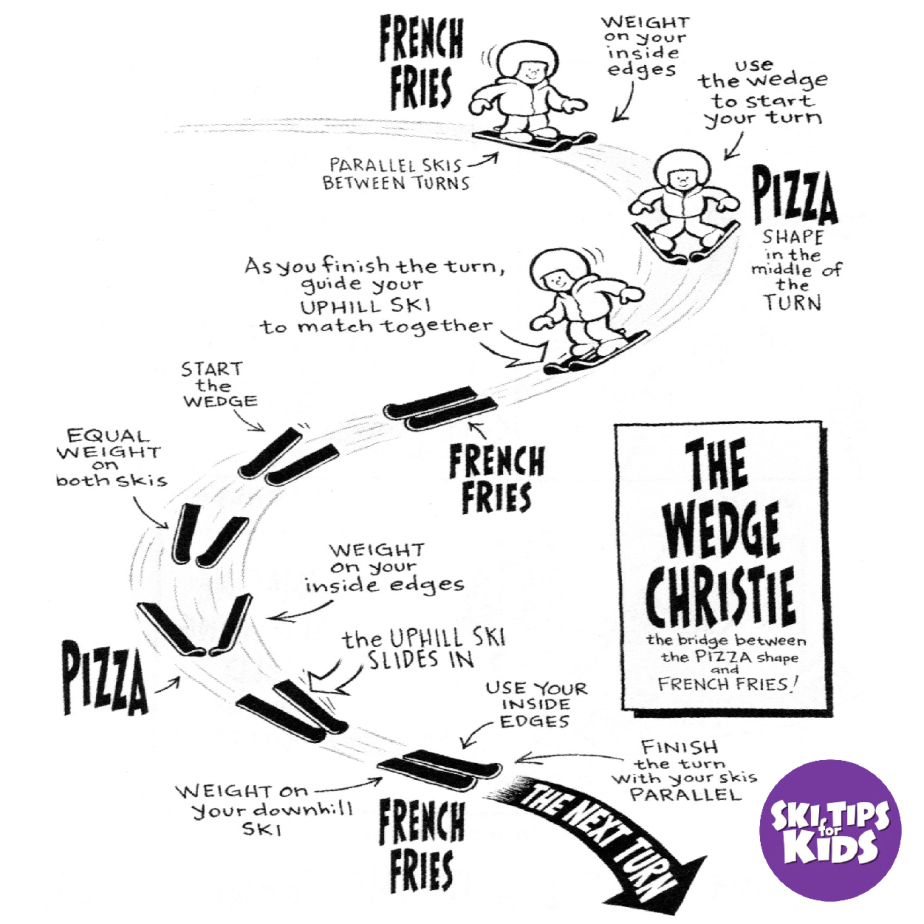 FRENCH
FRIES
WEIGHT
on your
inside
edges
use
the wedge
to start
your turn
PARALLEL SKIS
BETWEEN TURNS
PIZZA
SHAPE
in the
middle of
the
TURN
As you finish the turn,
guide your
UPHILL SKI
to match together
START
the
WEDGE
FRENCH
FRIES
EQUAL
WEIGHT
on
both skis
THE
WEDGE
CHRISTIE
the bridge between
the PIZZA shape
and
FRENCH FRIES!
WEIGHT
on your
inside edges
PIZZA
the UPHILL SKI
SLIDES IN
USE YOUR
INSIDE
EDGES
FINISH
the turn
with your skis
PARALLEL
WEIGHT on
your downhill
SKI
FRENCH
FRIES
THE NEXT TURN
SKI TIPS
for
KIDS